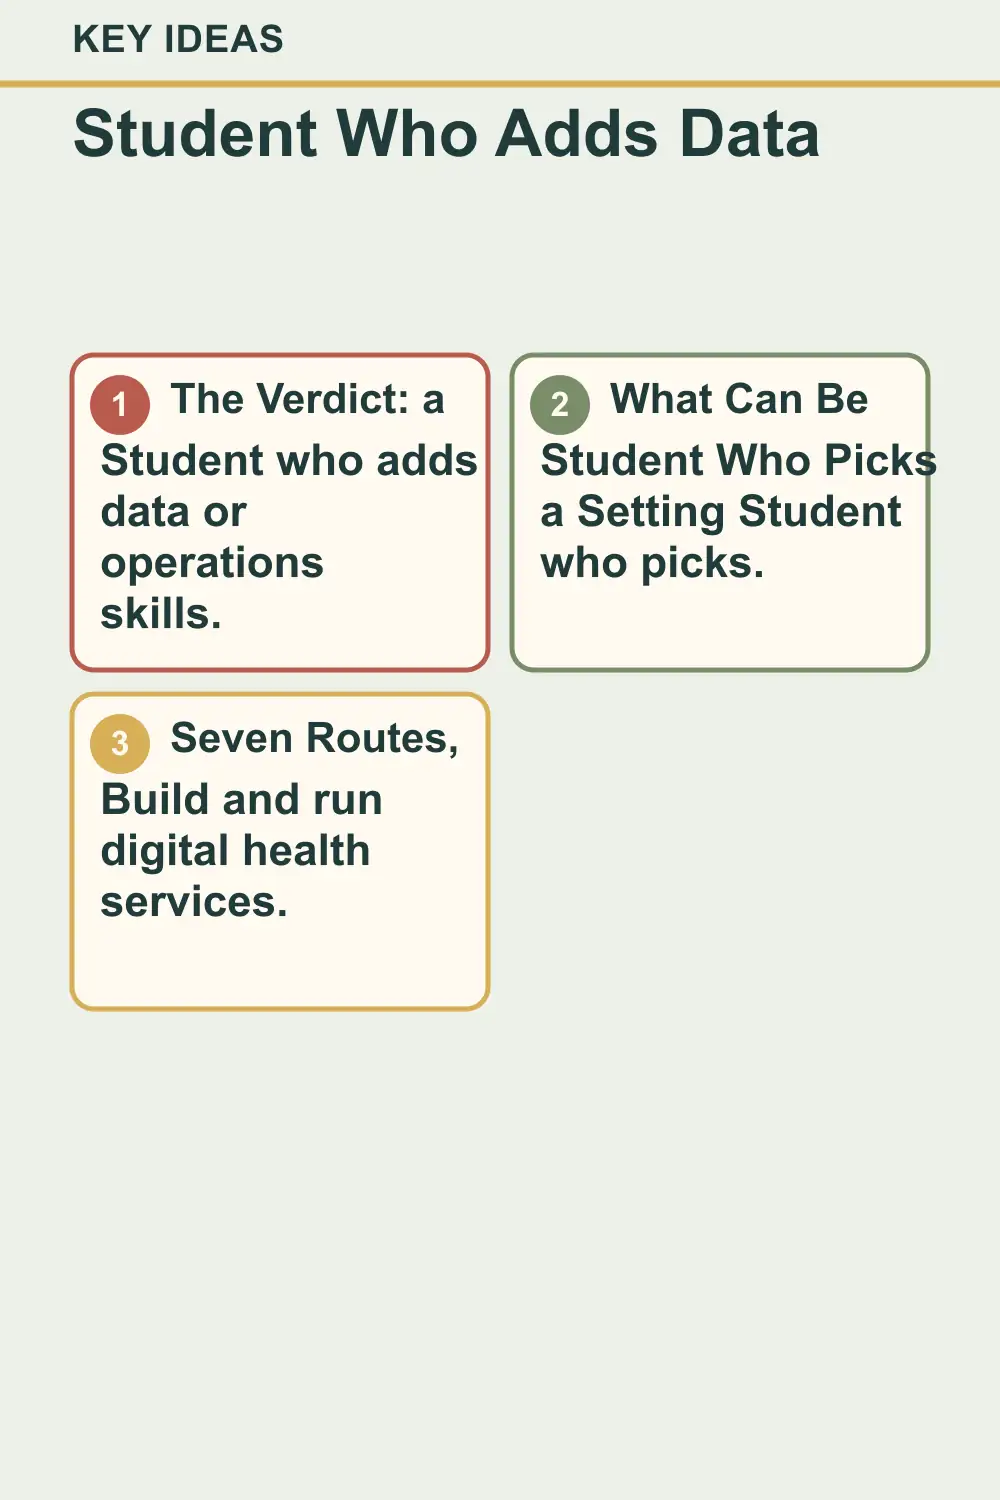 KEY IDEAS
Student Who Adds Data
1 The Verdict: a
Student who adds
data or
operations
skills.
2 What Can Be
Student Who Picks
a Setting Student
who picks.
3 Seven Routes,
Build and run
digital health
services.